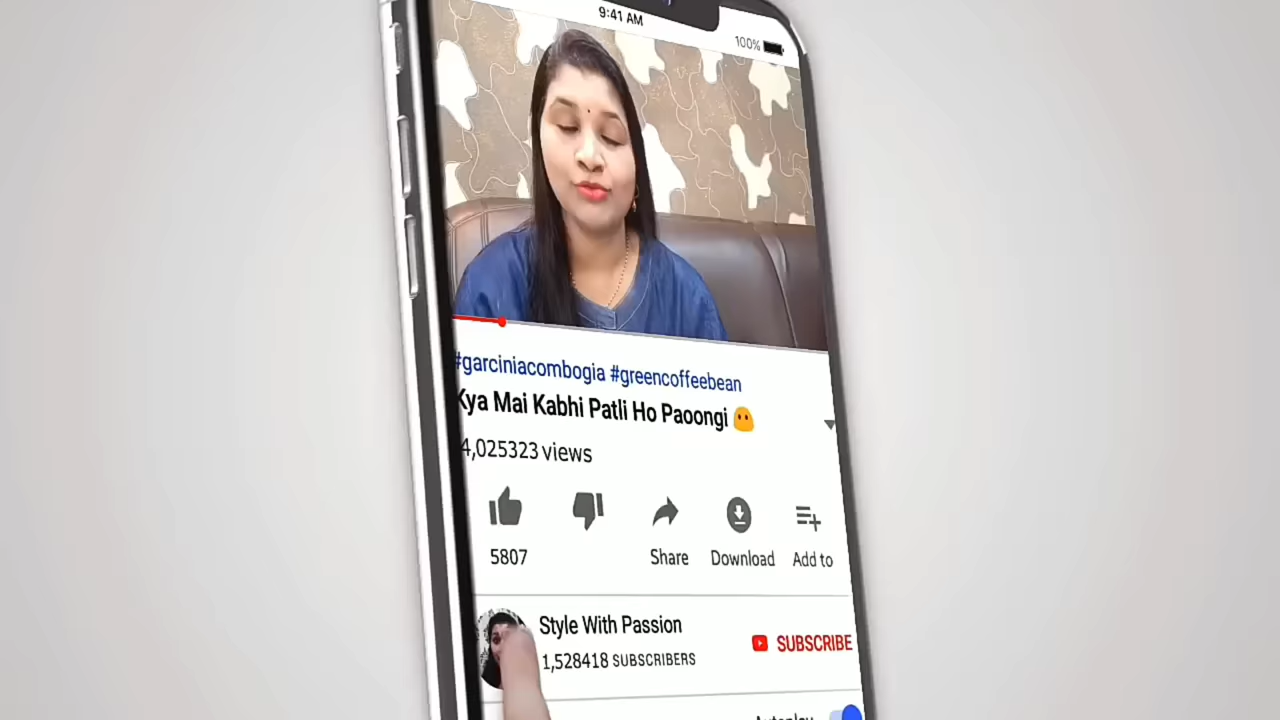 9:41 AM
100%
#garciniacombogia #greencoffeebean
Kya Mai Kabhi Patli Ho Paoongi
4,025323 views
5807
Share
Download
Add to
Style With Passion
1,528418 SUBSCRIBERS
SUBSCRIBE
Autoplay